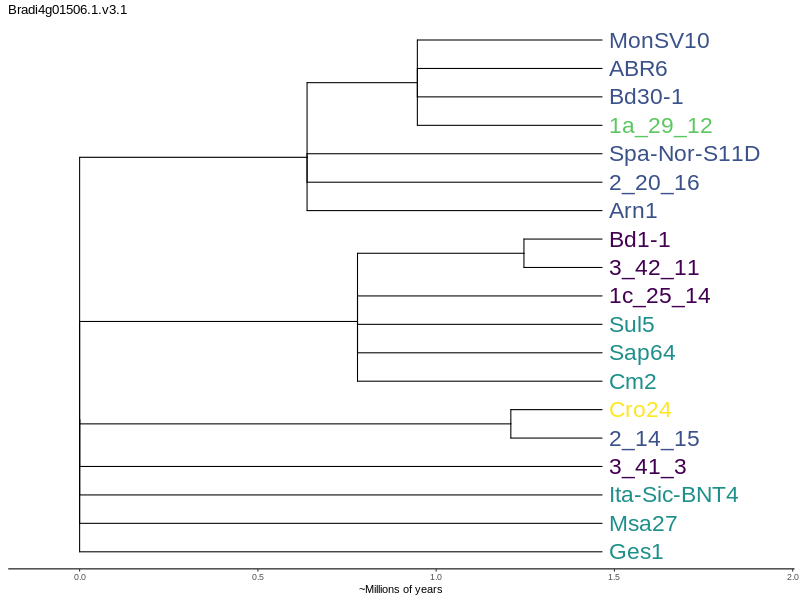 Bradi4g01506.1.v3.1
MonSV10
ABR6
Bd30-1
1a_29_12
Spa-Nor-S11D
2_20_16
Arn1
Bd1-1
3_42_11
1c_25_14
Sul5
Sap64
Cm2
Cro24
2_14_15
3_41_3
Ita-Sic-BNT4
Msa27
Ges1
0.0 0.5 1.0 1.5 2.0
~Millions of years